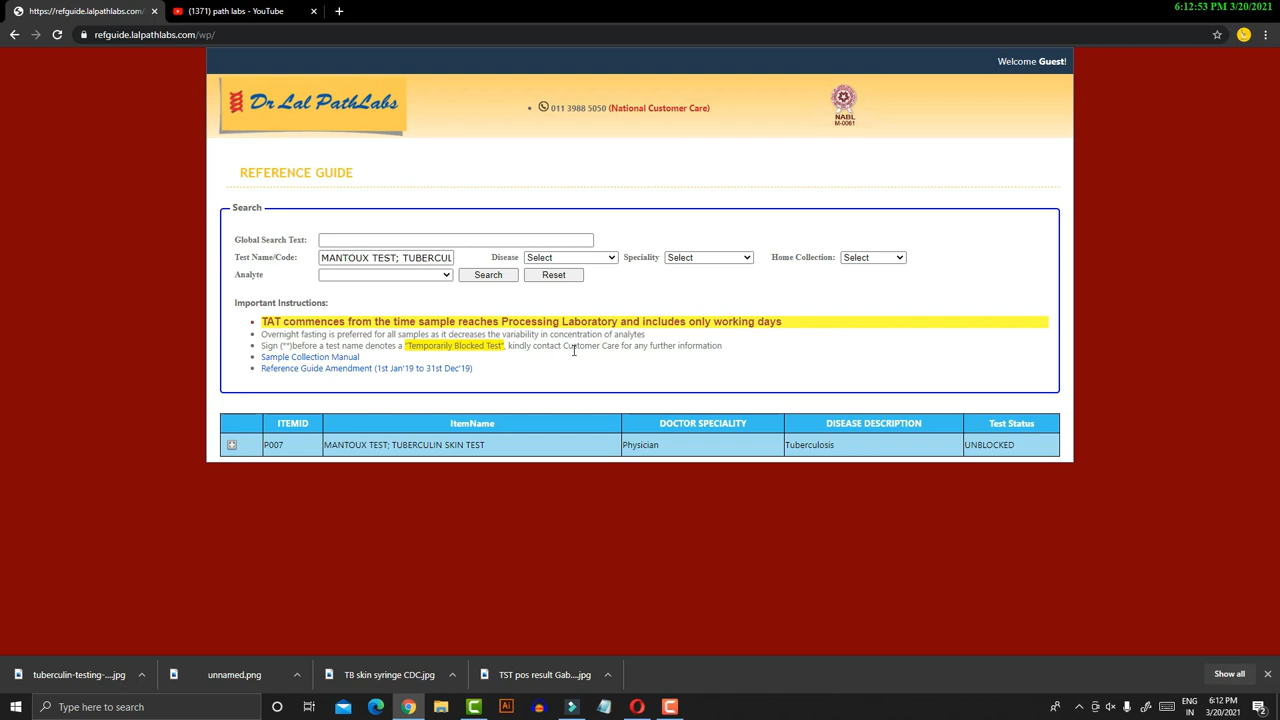 6:12:53 PM 3/20/2021
https://refguide.lalpathlabs.com/
(1371) path labs - YouTube
refguide.lalpathlabs.com/wp/
Welcome Guest!
Dr Lal PathLabs
011 3988 5050 (National Customer Care)
NABL
M-0061
REFERENCE GUIDE
Search
Global Search Text:
Test Name/Code: MANTOUX TEST; TUBERCUL Disease Select Speciality Select Home Collection: Select
Analyte Search Reset
Important Instructions:
TAT commences from the time sample reaches Processing Laboratory and includes only working days
Overnight fasting is preferred for all samples as it decreases the variability in concentration of analytes
Sign (**)before a test name denotes a "Temporarily Blocked Test", kindly contact Customer Care for any further information
Sample Collection Manual
Reference Guide Amendment (1st Jan'19 to 31st Dec'19)
ITEMID ItemName DOCTOR SPECIALITY DISEASE DESCRIPTION Test Status
P007 MANTOUX TEST; TUBERCULIN SKIN TEST Physician Tuberculosis UNBLOCKED
tuberculin-testing-....jpg unnamed.png TB skin syringe CDC.jpg TST pos result Gab....jpg Show all
Type here to search
ENG 6:12 PM
IN 3/20/2021
2